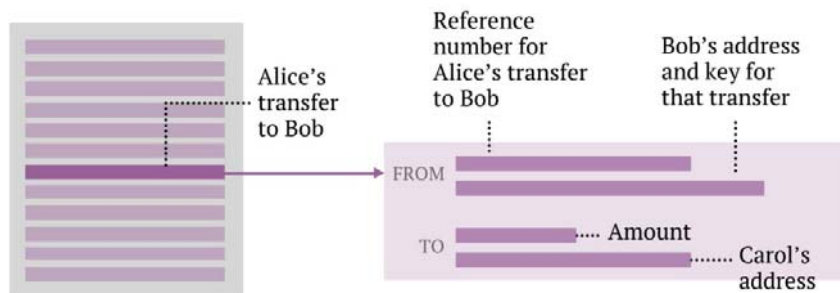 Alice’s
transfer
to Bob
Reference
number for
Alice’s transfer
to Bob
Bob’s address
and key for
that transfer
FROM
TO
Amount
Carol’s
address